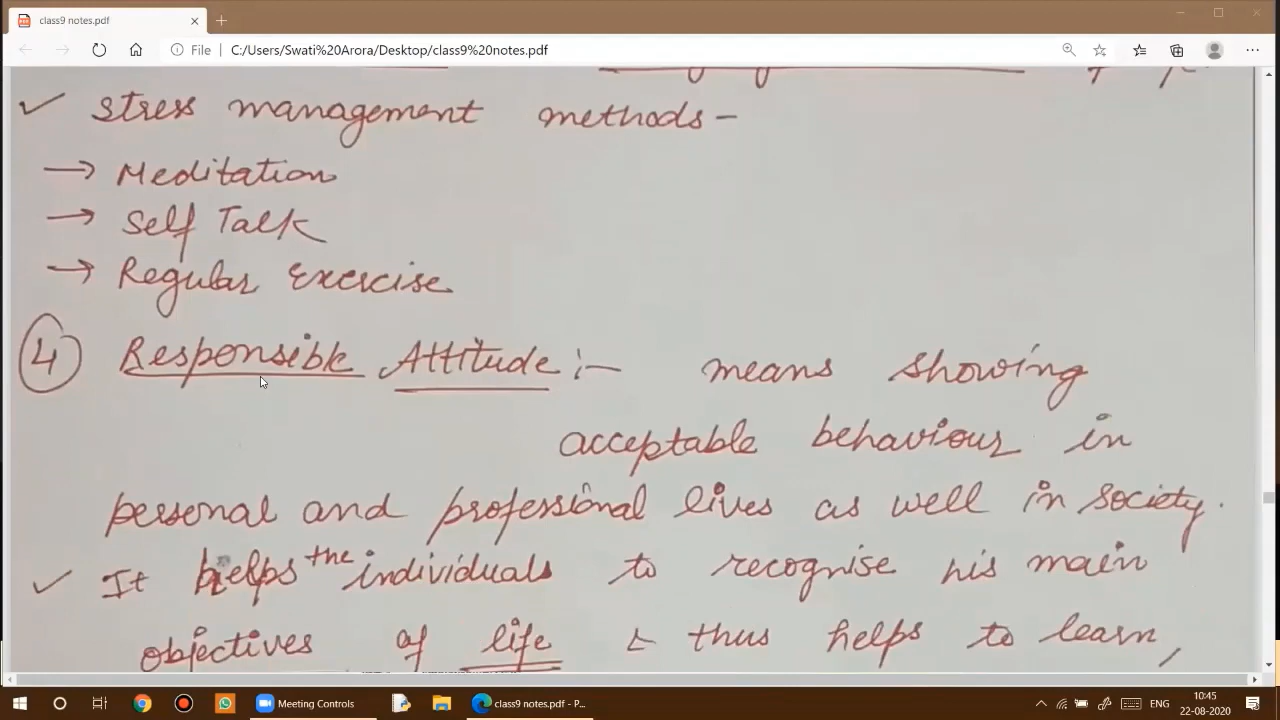 class9 notes.pdf
File C:/Users/Swati%20Arora/Desktop/class9%20notes.pdf
✓ Stress management methods -
→ Meditation
→ Self Talk
→ Regular Exercise
④ Responsible Attitude :- means showing
acceptable behaviour in
personal and professional lives as well in society.
✓ It helps the individuals to recognise his main
objectives of life & thus helps to learn,
Meeting Controls
class9 notes.pdf - P...
ENG
10:45
22-08-2020